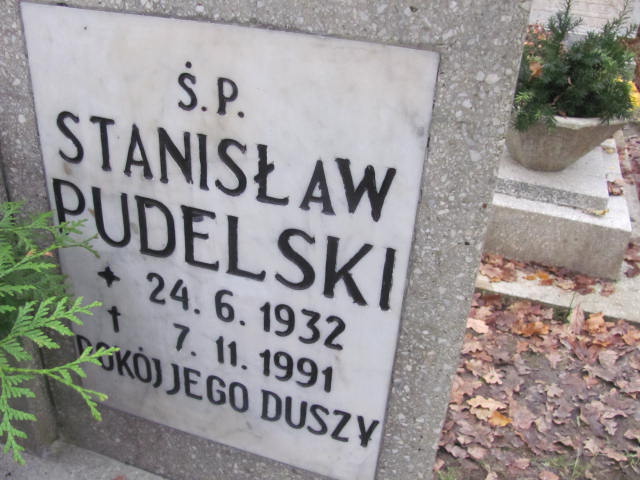 Ś.P.
STANISŁAW
PUDELSKI
24. 6. 1932
† 7. 11. 1991
POKÓJ JEGO DUSZY